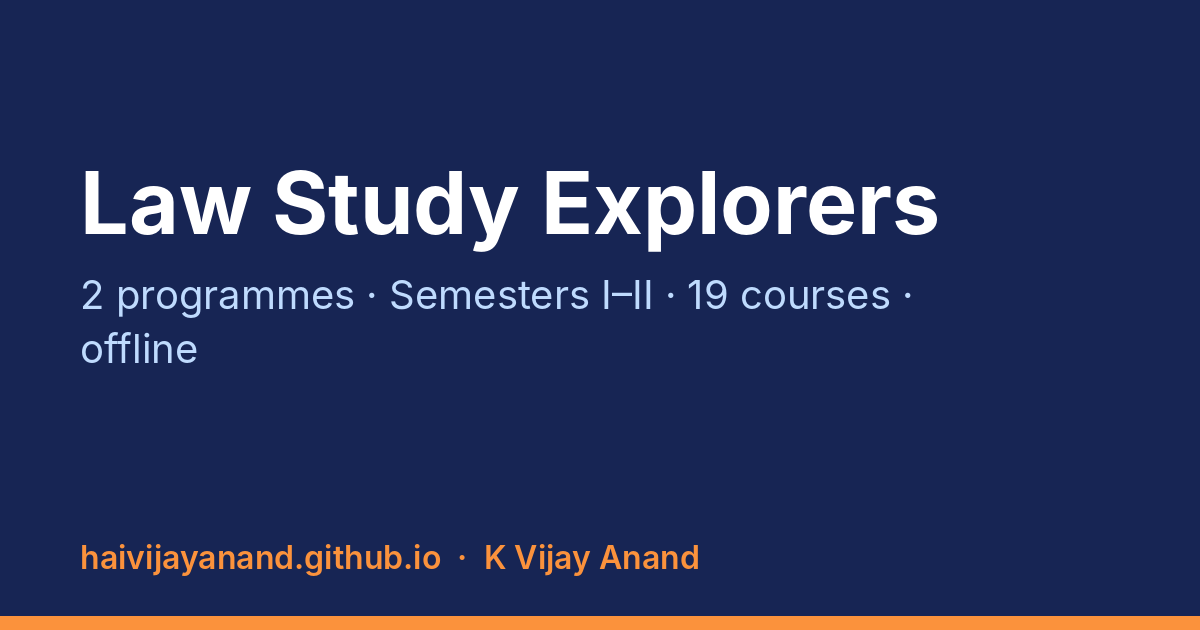 Law Study Explorers
2 programmes · Semesters I–II · 19 courses ·
offline
haivijayanand.github.io · K Vijay Anand